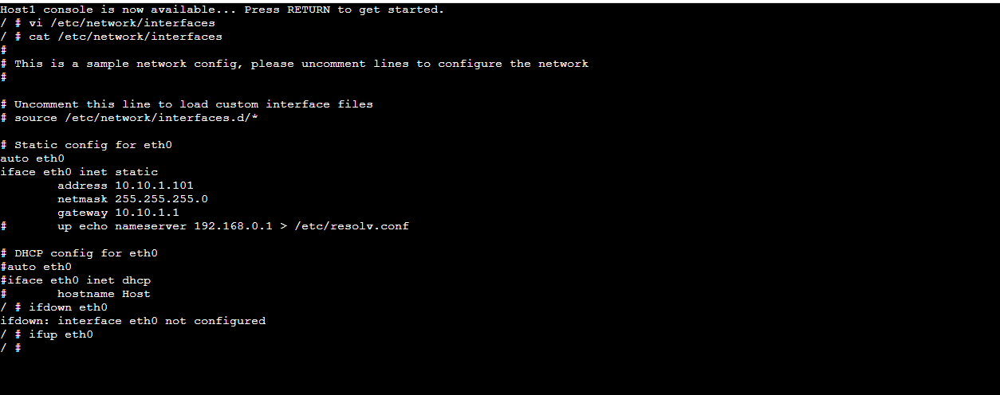 Host1 console is now available... Press RETURN to get started.
/ # vi /etc/network/interfaces
/ # cat /etc/network/interfaces
#
# This is a sample network config, please uncomment lines to configure the network
#
# Uncomment this line to load custom interface files
# source /etc/network/interfaces.d/*
# Static config for eth0
auto eth0
iface eth0 inet static
        address 10.10.1.101
        netmask 255.255.255.0
        gateway 10.10.1.1
#       up echo nameserver 192.168.0.1 > /etc/resolv.conf
# DHCP config for eth0
#auto eth0
#iface eth0 inet dhcp
#       hostname Host
/ # ifdown eth0
ifdown: interface eth0 not configured
/ # ifup eth0
/ #